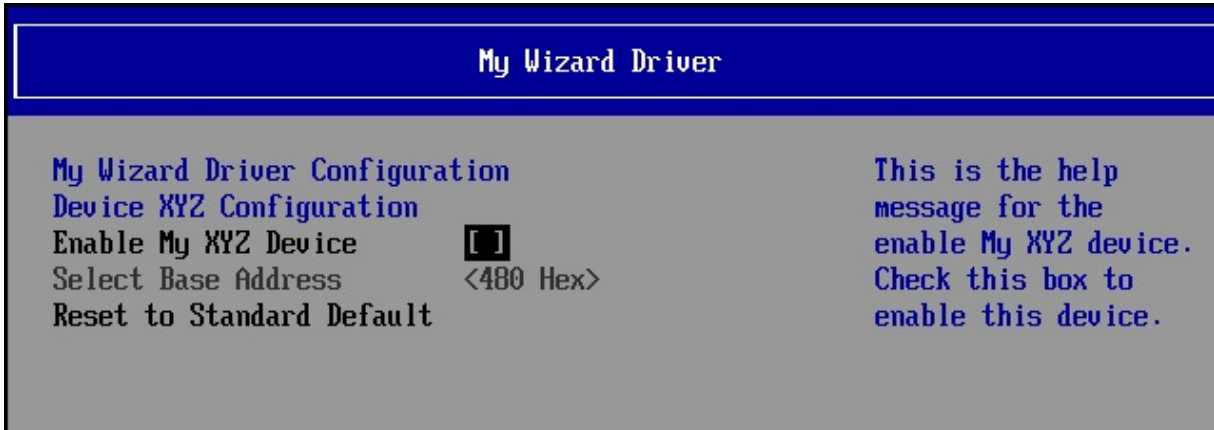 My Wizard Driver
My Wizard Driver Configuration
Device XYZ Configuration
Enable My XYZ Device [ ]
Select Base Address <480 Hex>
Reset to Standard Default
This is the help
message for the
enable My XYZ device.
Check this box to
enable this device.